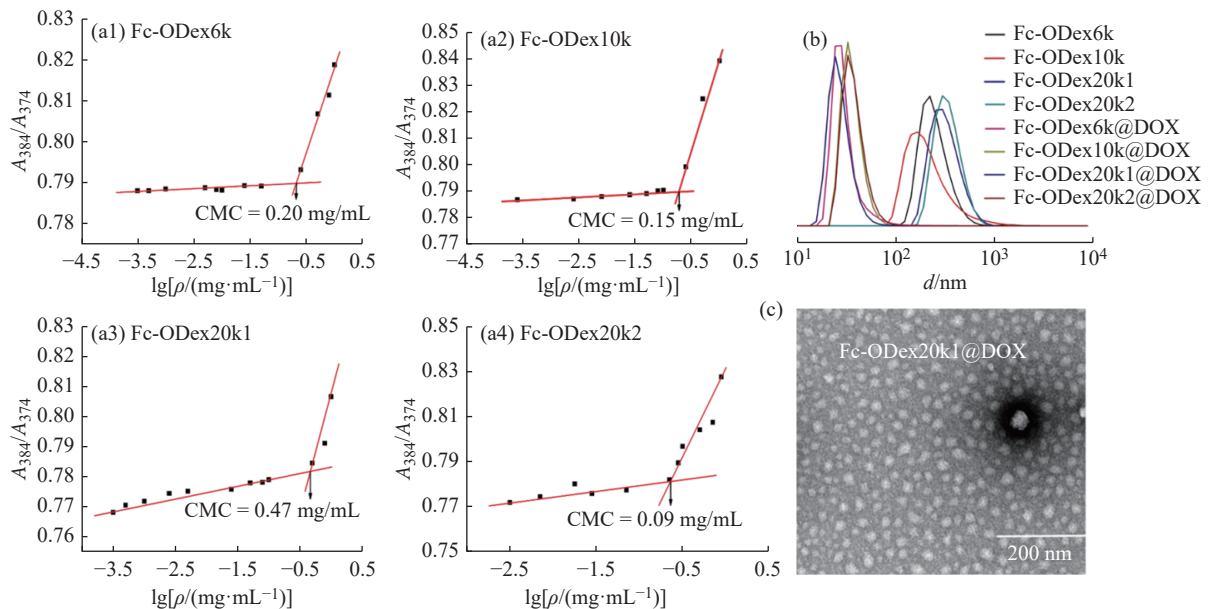 (a1) Fc-ODex6k
0.83
0.82
0.81
0.80
0.79
0.78
A384/A374
CMC = 0.20 mg/mL
−4.5 −3.5 −2.5 −1.5 −0.5 0.5
lg[ρ/(mg·mL⁻¹)]
(a2) Fc-ODex10k
0.85
0.84
0.83
0.82
0.81
0.80
0.79
0.78
0.77
A384/A374
CMC = 0.15 mg/mL
−4.5 −3.5 −2.5 −1.5 −0.5 0.5
lg[ρ/(mg·mL⁻¹)]
(b)
Fc-ODex6k
Fc-ODex10k
Fc-ODex20k1
Fc-ODex20k2
Fc-ODex6k@DOX
Fc-ODex10k@DOX
Fc-ODex20k1@DOX
Fc-ODex20k2@DOX
10¹ 10² 10³ 10⁴
d/nm
(a3) Fc-ODex20k1
0.83
0.82
0.81
0.80
0.79
0.78
0.77
0.76
A384/A374
CMC = 0.47 mg/mL
−3.5 −2.5 −1.5 −0.5 0.5
lg[ρ/(mg·mL⁻¹)]
(a4) Fc-ODex20k2
0.85
0.83
0.81
0.79
0.77
0.75
A384/A374
CMC = 0.09 mg/mL
−2.5 −1.5 −0.5 0.5
lg[ρ/(mg·mL⁻¹)]
(c)
Fc-ODex20k1@DOX
200 nm